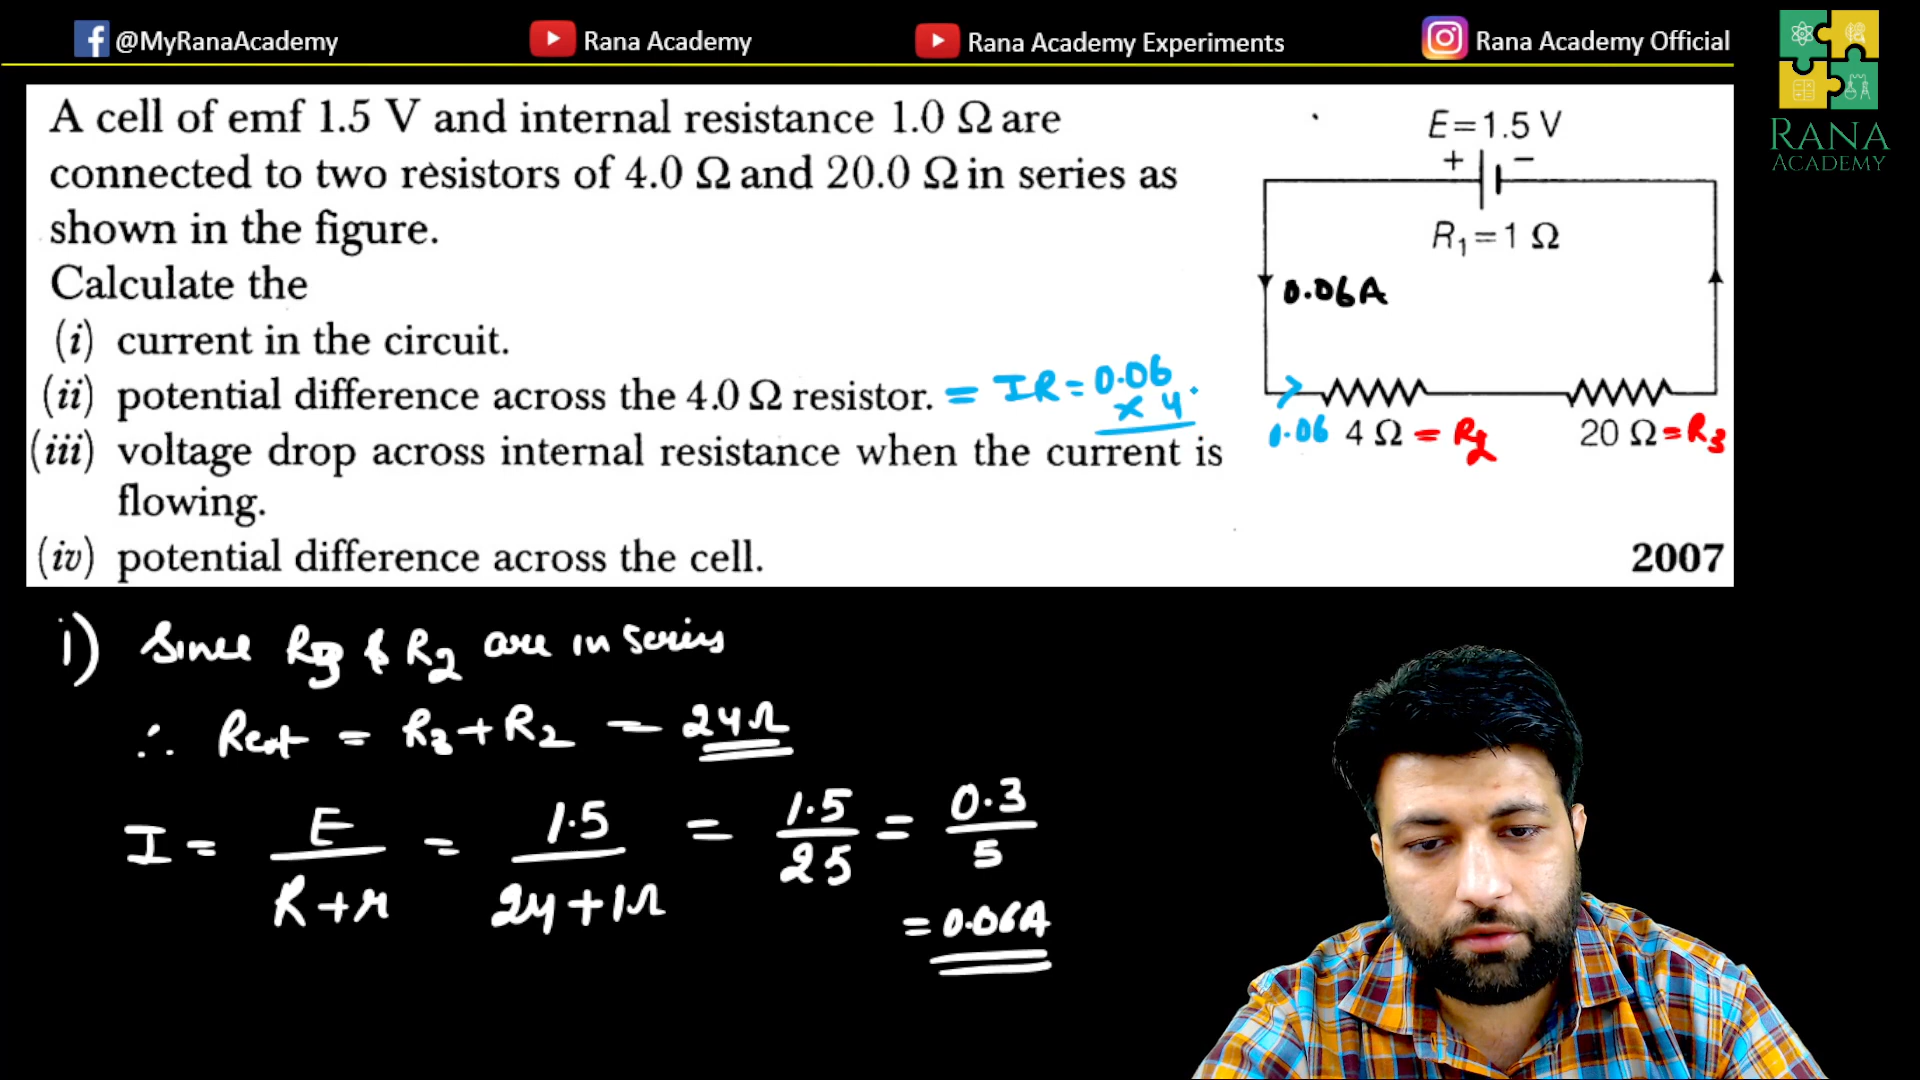 @MyRanaAcademy
Rana Academy
Rana Academy Experiments
Rana Academy Official
RANA
ACADEMY
A cell of emf 1.5 V and internal resistance 1.0 Ω are
connected to two resistors of 4.0 Ω and 20.0 Ω in series as
shown in the figure.
Calculate the
(i) current in the circuit.
(ii) potential difference across the 4.0 Ω resistor. = IR = 0.06
× 4
(iii) voltage drop across internal resistance when the current is
flowing.
(iv) potential difference across the cell.
2007
E=1.5 V
+ −
R₁=1 Ω
0.06A
0.06 4 Ω = R₂
20 Ω = R₃
i) Since R₃ & R₂ are in series
∴ Rext = R₃ + R₂ = 24Ω
I = E/R+r = 1.5/24+1Ω = 1.5/25 = 0.3/5
= 0.06A